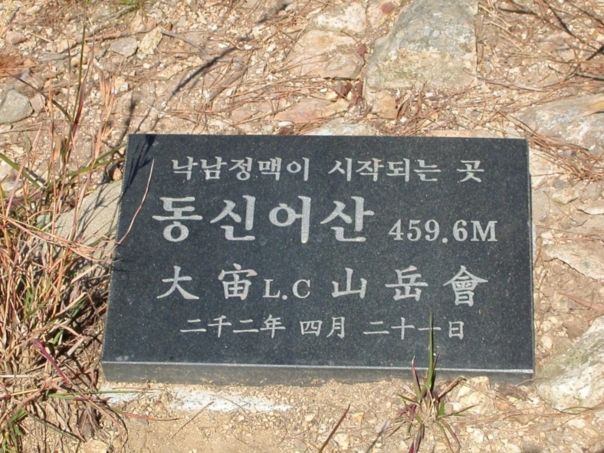 낙남정맥이 시작되는 곳
동신어산 459.6M
大宙L.C 山岳會
二千二年 四月 二十一日